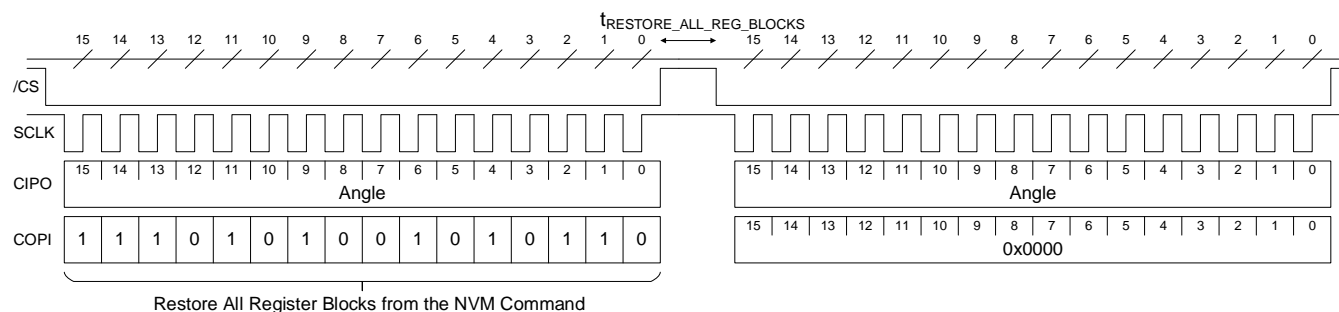 tRESTORE_ALL_REG_BLOCKS
15 14 13 12 11 10 9 8 7 6 5 4 3 2 1 0 15 14 13 12 11 10 9 8 7 6 5 4 3 2 1 0
/CS
SCLK
15 14 13 12 11 10 9 8 7 6 5 4 3 2 1 0 15 14 13 12 11 10 9 8 7 6 5 4 3 2 1 0
CIPO
Angle Angle
15 14 13 12 11 10 9 8 7 6 5 4 3 2 1 0
COPI 1 1 1 0 1 0 1 0 0 1 0 1 0 1 1 0
0x0000
Restore All Register Blocks from the NVM Command